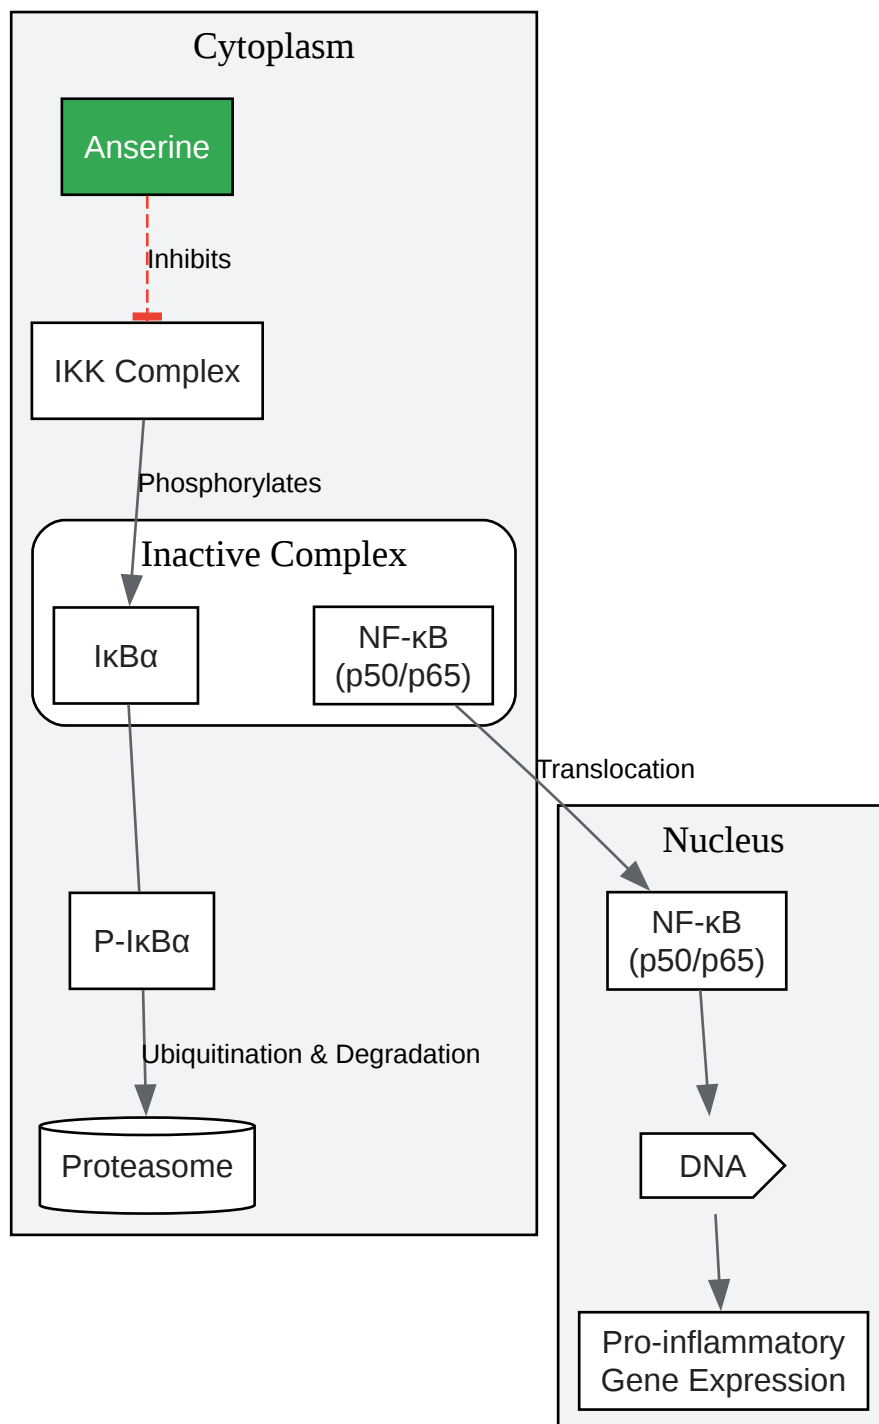 Cytoplasm
Anserine
Inhibits
IKK Complex
Phosphorylates
Inactive Complex
IκBα
NF-κB
(p50/p65)
Translocation
Nucleus
P-IκBα
NF-κB
(p50/p65)
Ubiquitination & Degradation
Proteasome
DNA
Pro-inflammatory
Gene Expression